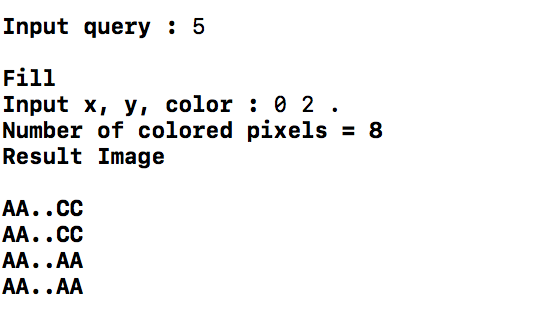 Input query : 5
Fill
Input x, y, color : 0 2 .
Number of colored pixels = 8
Result Image
AA..CC
AA..CC
AA..AA
AA..AA